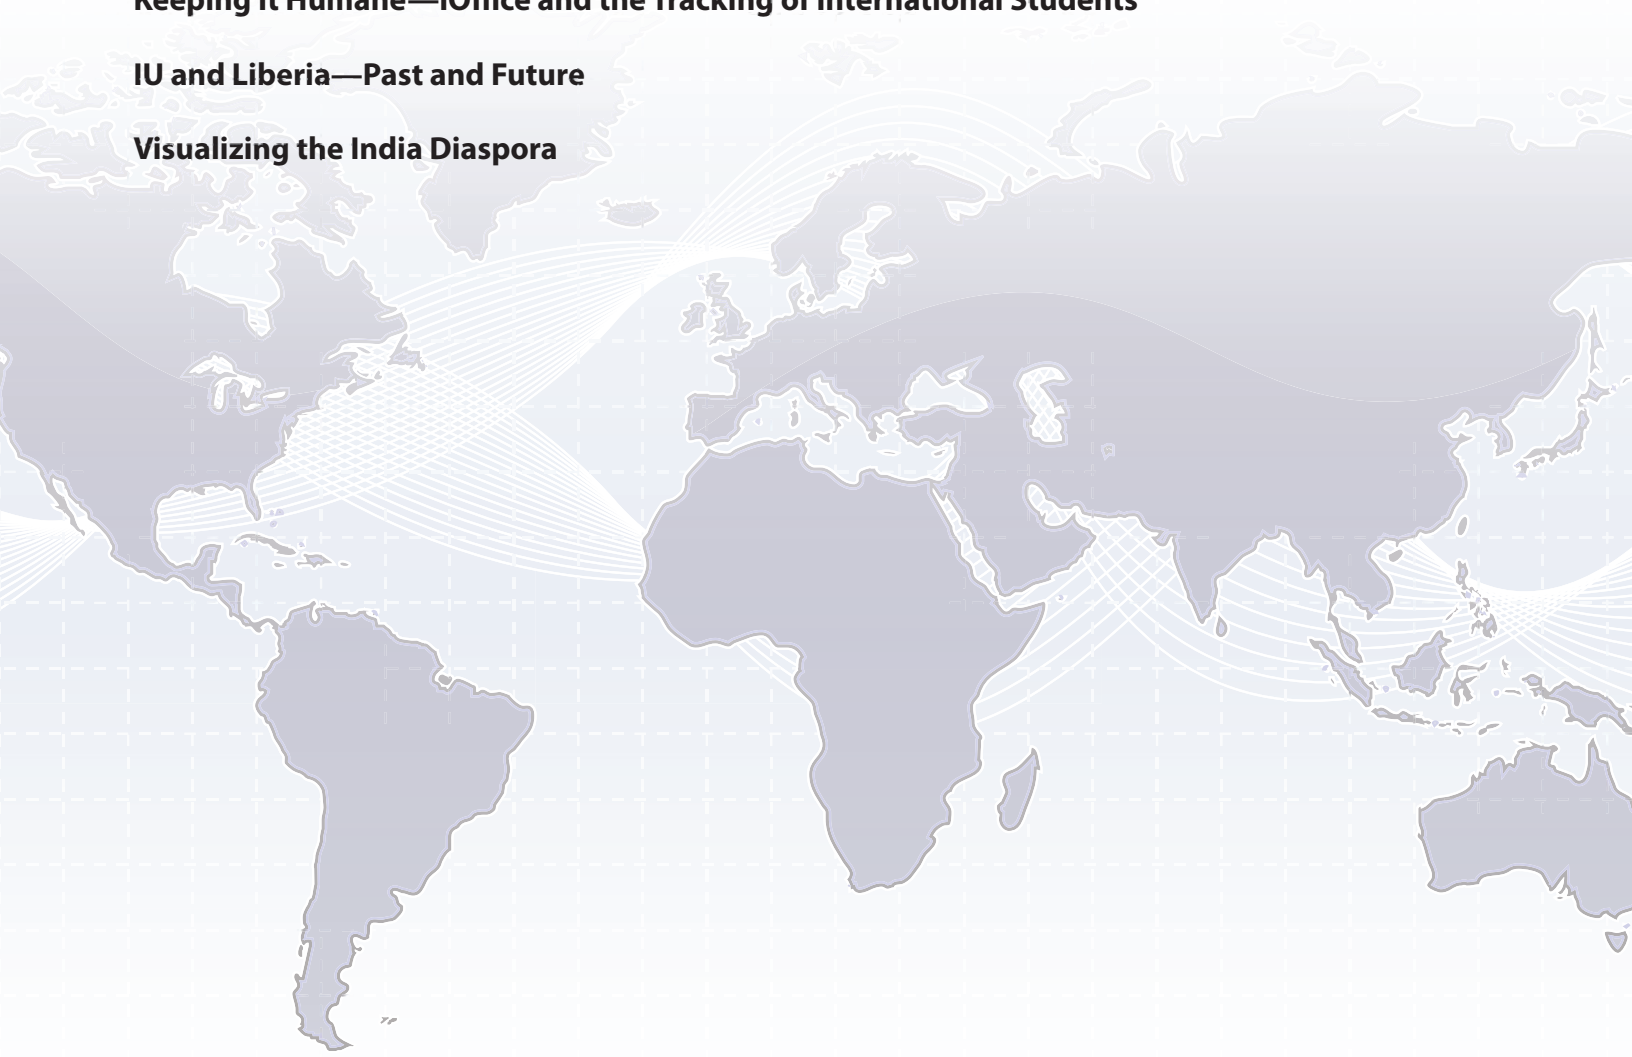 Keeping It Humane—iOffice and the Tracking of International Students
IU and Liberia—Past and Future
Visualizing the India Diaspora